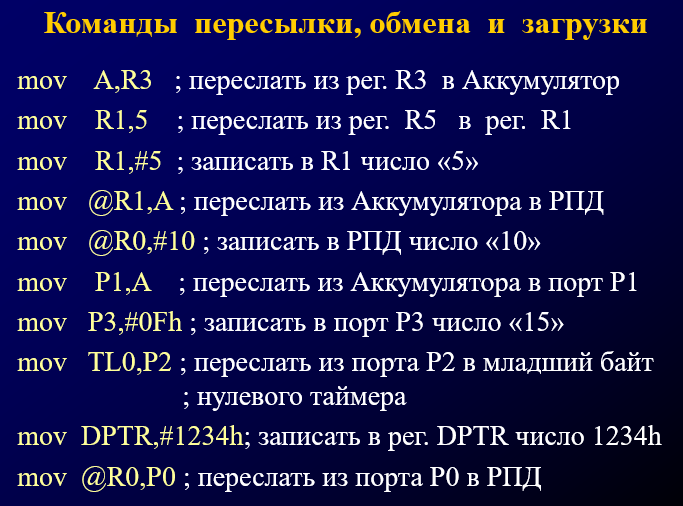 Команды пересылки, обмена и загрузки
mov A,R3 ; переслать из рег. R3 в Аккумулятор
mov R1,5 ; переслать из рег. R5 в рег. R1
mov R1,#5 ; записать в R1 число «5»
mov @R1,A ; переслать из Аккумулятора в РПД
mov @R0,#10 ; записать в РПД число «10»
mov P1,A ; переслать из Аккумулятора в порт P1
mov P3,#0Fh ; записать в порт P3 число «15»
mov TL0,P2 ; переслать из порта P2 в младший байт
; нулевого таймера
mov DPTR,#1234h; записать в рег. DPTR число 1234h
mov @R0,P0 ; переслать из порта P0 в РПД